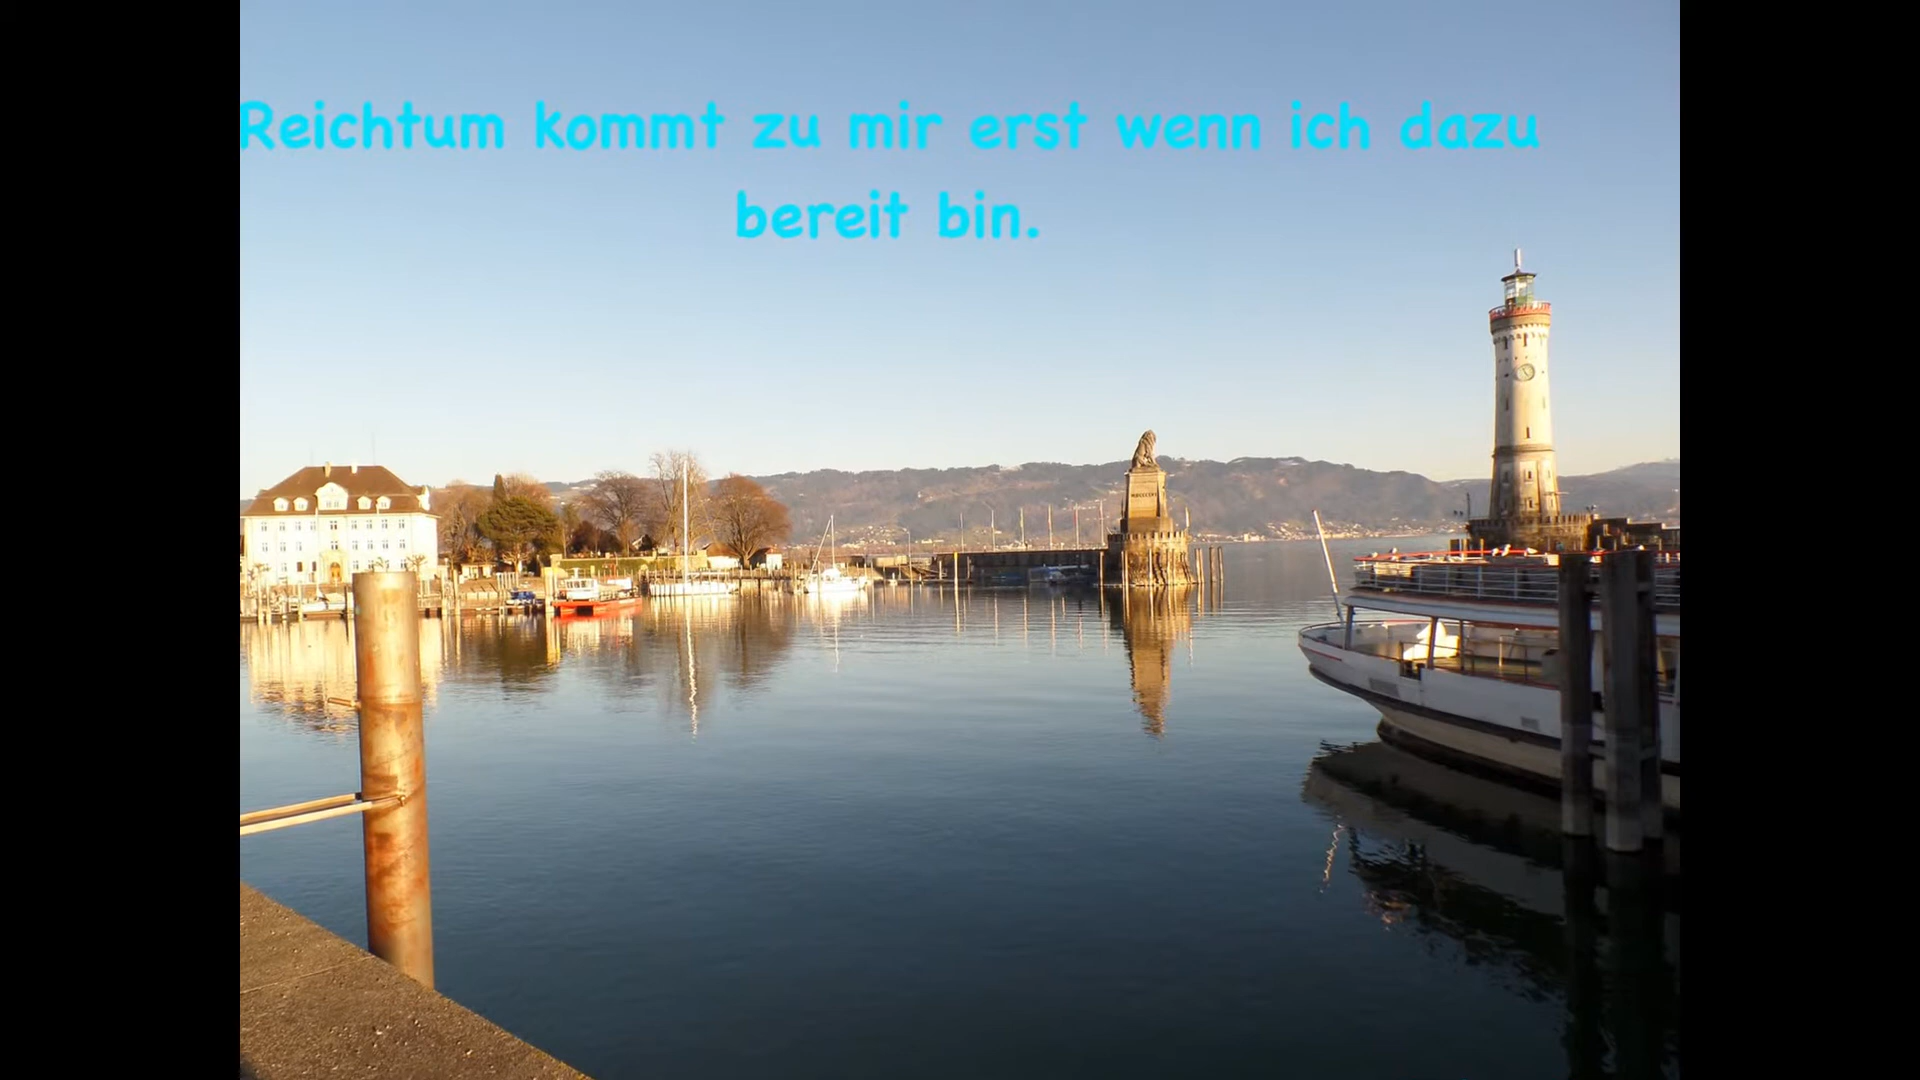 Reichtum kommt zu mir erst wenn ich dazu
bereit bin.